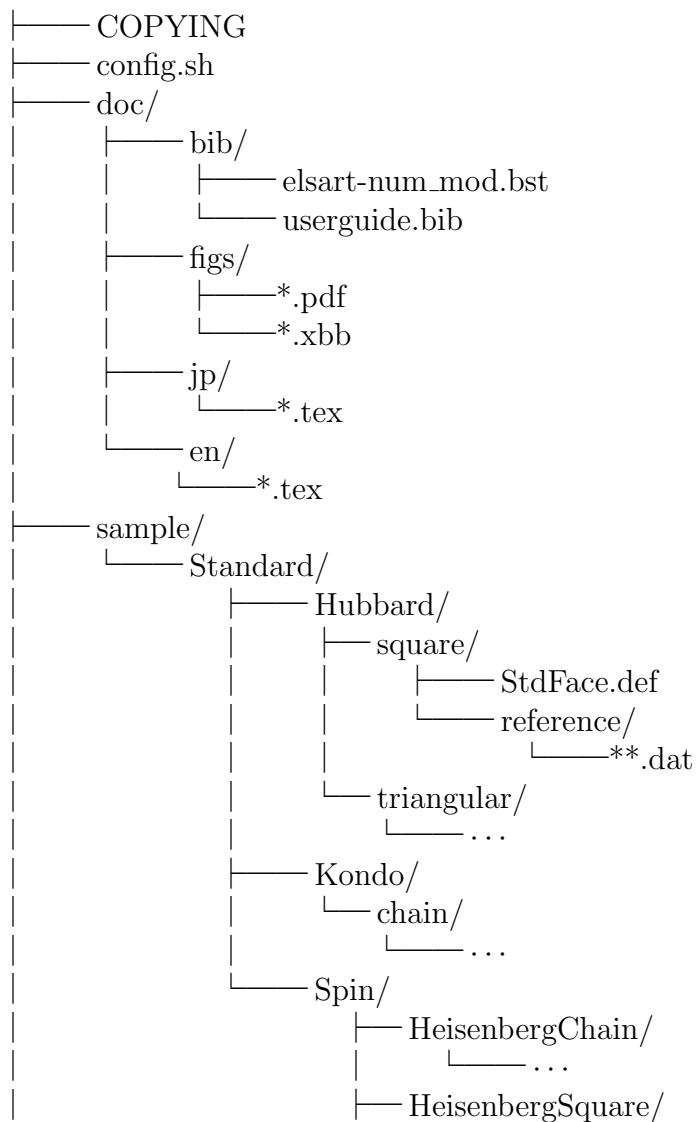 COPYING
config.sh
doc/
bib/
elsart-num_mod.bst
userguide.bib
figs/
*.pdf
*.xbb
jp/
*.tex
en/
*.tex
sample/
Standard/
Hubbard/
square/
StdFace.def
reference/
**.dat
triangular/
...
Kondo/
chain/
...
Spin/
HeisenbergChain/
...
HeisenbergSquare/